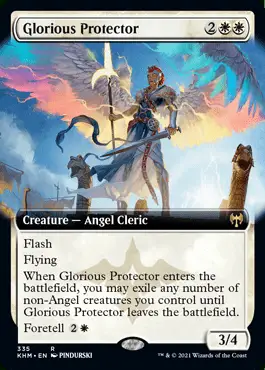 Glorious Protector 2
Creature — Angel Cleric
Flash
Flying
When Glorious Protector enters the
battlefield, you may exile any number of
non-Angel creatures you control until
Glorious Protector leaves the battlefield.
Foretell 2
3/4
335 R
KHM • EN PINDURSKI
™ & © 2021 Wizards of the Coast